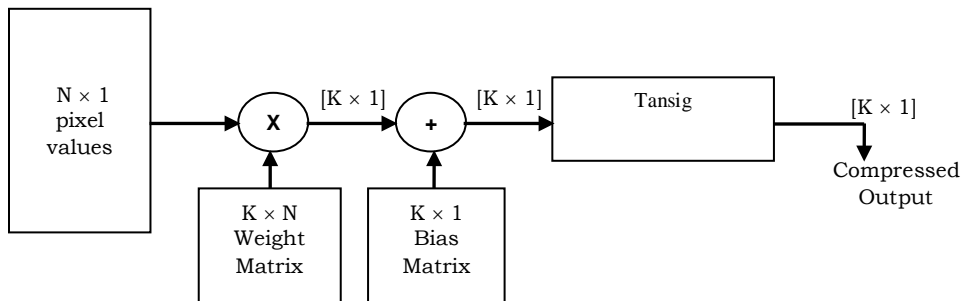 N × 1
pixel
values
X
[K × 1]
+
[K × 1]
Tansig
[K × 1]
Compressed
Output
K × N
Weight
Matrix
K × 1
Bias
Matrix